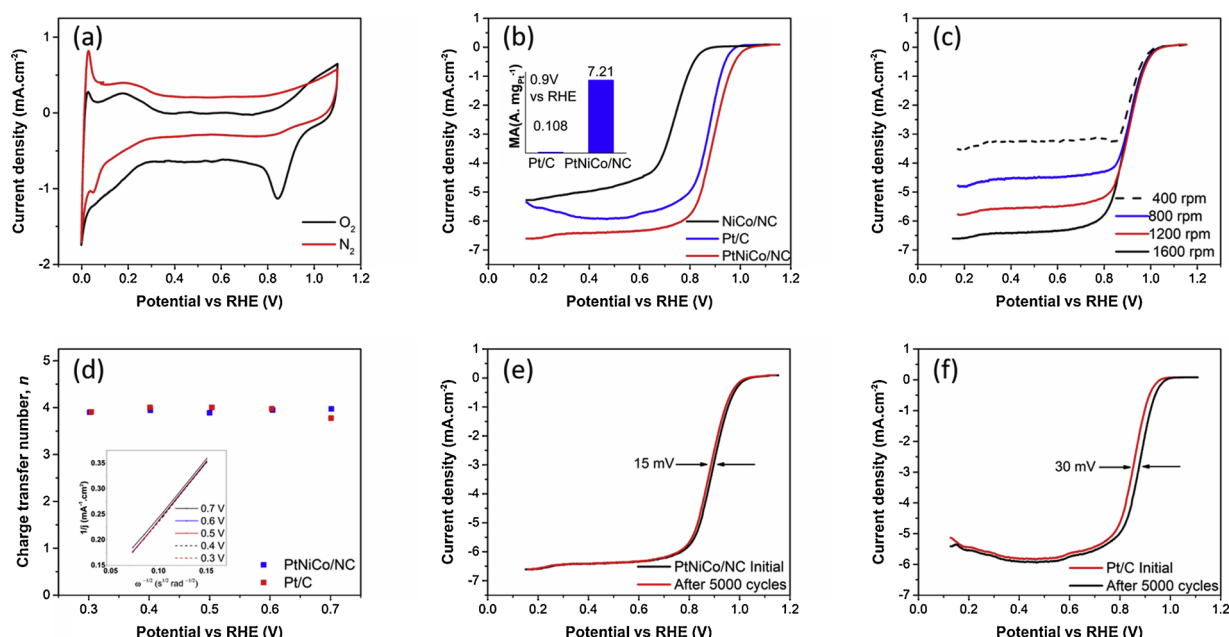 (a)
Current density (mA.cm-2)
1
0
-1
-2
0.0 0.2 0.4 0.6 0.8 1.0 1.2
Potential vs RHE (V)
O2
N2
(b)
Current density (mA.cm-2)
1
0
-1
-2
-3
-4
-5
-6
-7
0.0 0.2 0.4 0.6 0.8 1.0 1.2
Potential vs RHE (V)
MA(A. mgPt-1)
7.21
0.9V
vs RHE
0.108
Pt/C PtNiCo/NC
NiCo/NC
Pt/C
PtNiCo/NC
(c)
Current density (mA.cm-2)
1
0
-1
-2
-3
-4
-5
-6
-7
0.0 0.2 0.4 0.6 0.8 1.0 1.2
Potential vs RHE (V)
400 rpm
800 rpm
1200 rpm
1600 rpm
(d)
Charge transfer number, n
5
4
3
2
1
0
0.3 0.4 0.5 0.6 0.7
Potential vs RHE (V)
1/j (mA-1.cm2)
0.35
0.30
0.25
0.20
0.15
0.05 0.10 0.15
ω -1/2 (s1/2 rad -1/2)
0.7 V
0.6 V
0.5 V
0.4 V
0.3 V
PtNiCo/NC
Pt/C
(e)
Current density (mA.cm-2)
1
0
-1
-2
-3
-4
-5
-6
-7
0.0 0.2 0.4 0.6 0.8 1.0 1.2
Potential vs RHE (V)
15 mV
PtNiCo/NC Initial
After 5000 cycles
(f)
Current density (mA.cm-2)
1
0
-1
-2
-3
-4
-5
-6
-7
0.0 0.2 0.4 0.6 0.8 1.0 1.2
Potential vs RHE (V)
30 mV
Pt/C Initial
After 5000 cycles